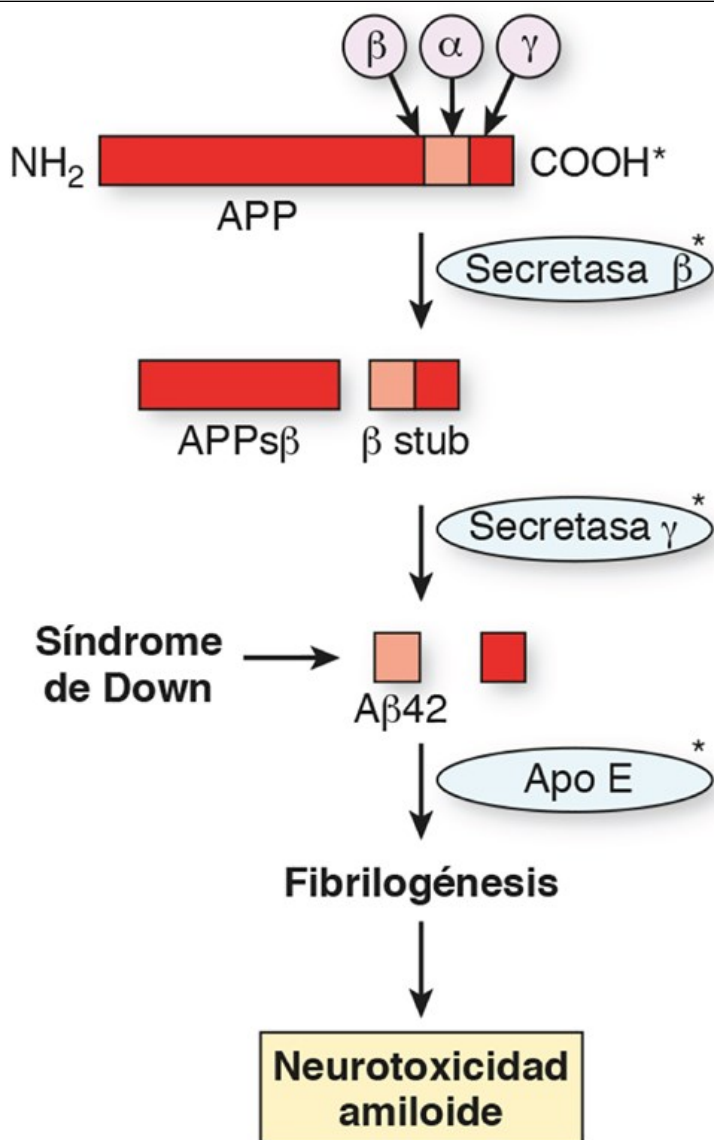 β α γ
NH₂ COOH*
APP
Secretasa β*
APPsβ β stub
Secretasa γ*
Síndrome
de Down
Aβ42
Apo E*
Fibrilogénesis
Neurotoxicidad
amiloide